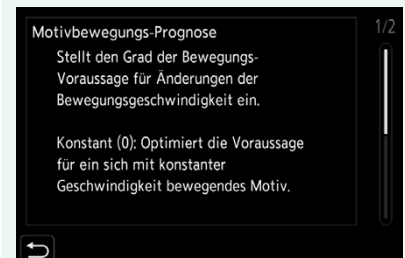 Motivbewegungs-Prognose
1/2
Stellt den Grad der Bewegungs-
Voraussage für Änderungen der
Bewegungsgeschwindigkeit ein.
Konstant (0): Optimiert die Voraussage
für ein sich mit konstanter
Geschwindigkeit bewegendes Motiv.